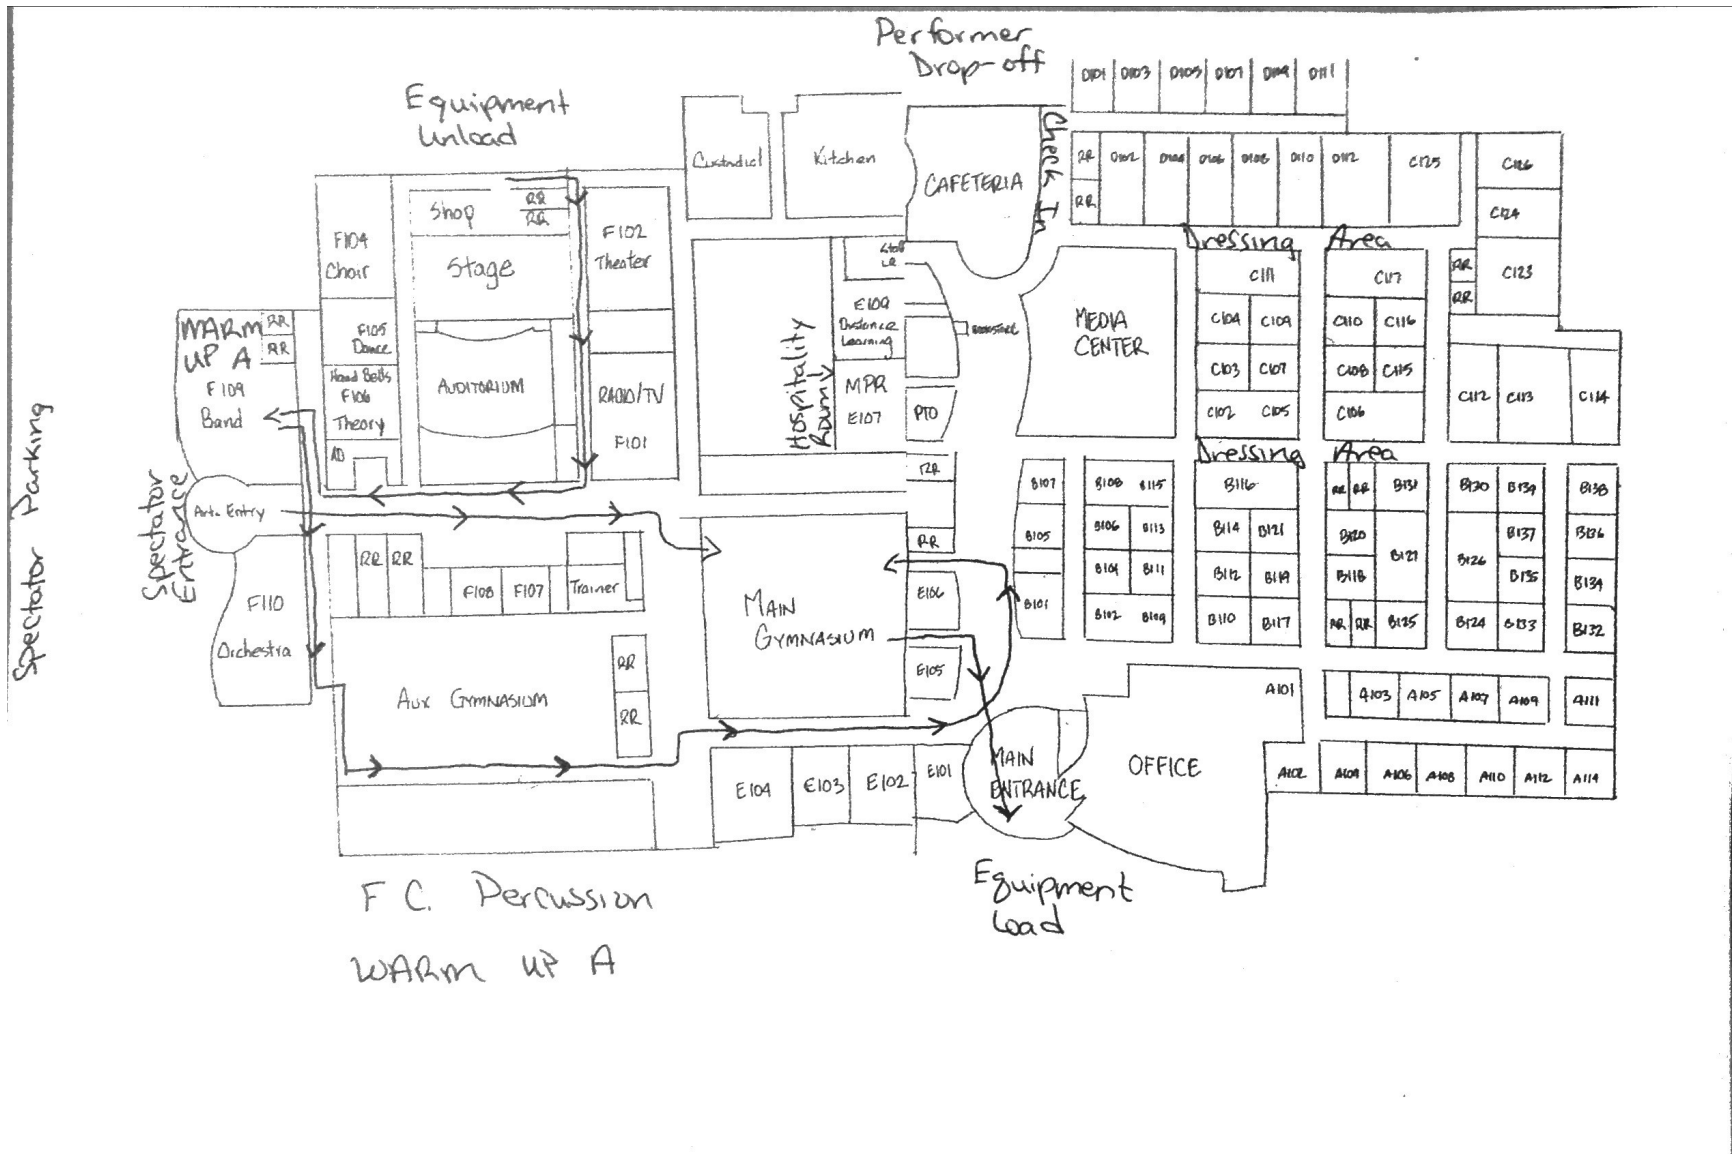 Performer
Drop-off
Equipment
Unload
D101 D103 D105 D107 D109 D111
Custodial
Kitchen
CAFETERIA
Check In
RR
RR
D102 D104 D106 D108 D110 D112 C125
C126
C124
C123
Shop
RR
RR
Stage
F104
Choir
F102
Theater
Dressing Area
C111
C117
RR
RR
WARM
UP A
RR
RR
F109
Band
F105
Dance
Hand Bells
F106
Theory
AUDITORIUM
RADIO/TV
F101
Hospitality
Room
E109
Distance
Learning
MPR
E107
BOOKSTORE
PTO
MEDIA
CENTER
C104 C109
C103 C107
C102 C105
C110 C116
C108 C115
C106
C112 C113 C114
Dressing Area
Spectator Parking
Spectator
Entrance
Art. Entry
RR
RR
B107
B105
B101
B108 B115
B106 B113
B104 B111
B102 B109
B116
B114 B121
B112 B119
B110 B117
RR RR B131
B120
B127
B118
RR RR B125
B130 B139
B137
B126
B135
B124 B133
B138
B136
B134
B132
RR RR
F108 F107 Trainer
F110
Orchestra
MAIN
GYMNASIUM
E106
E105
AUX GYMNASIUM
RR
RR
A101
A103 A105 A107 A109 A111
E104 E103 E102 E101
MAIN
ENTRANCE
OFFICE
A102 A104 A106 A108 A110 A112 A114
F C. Percussion
WARM UP A
Equipment
Load